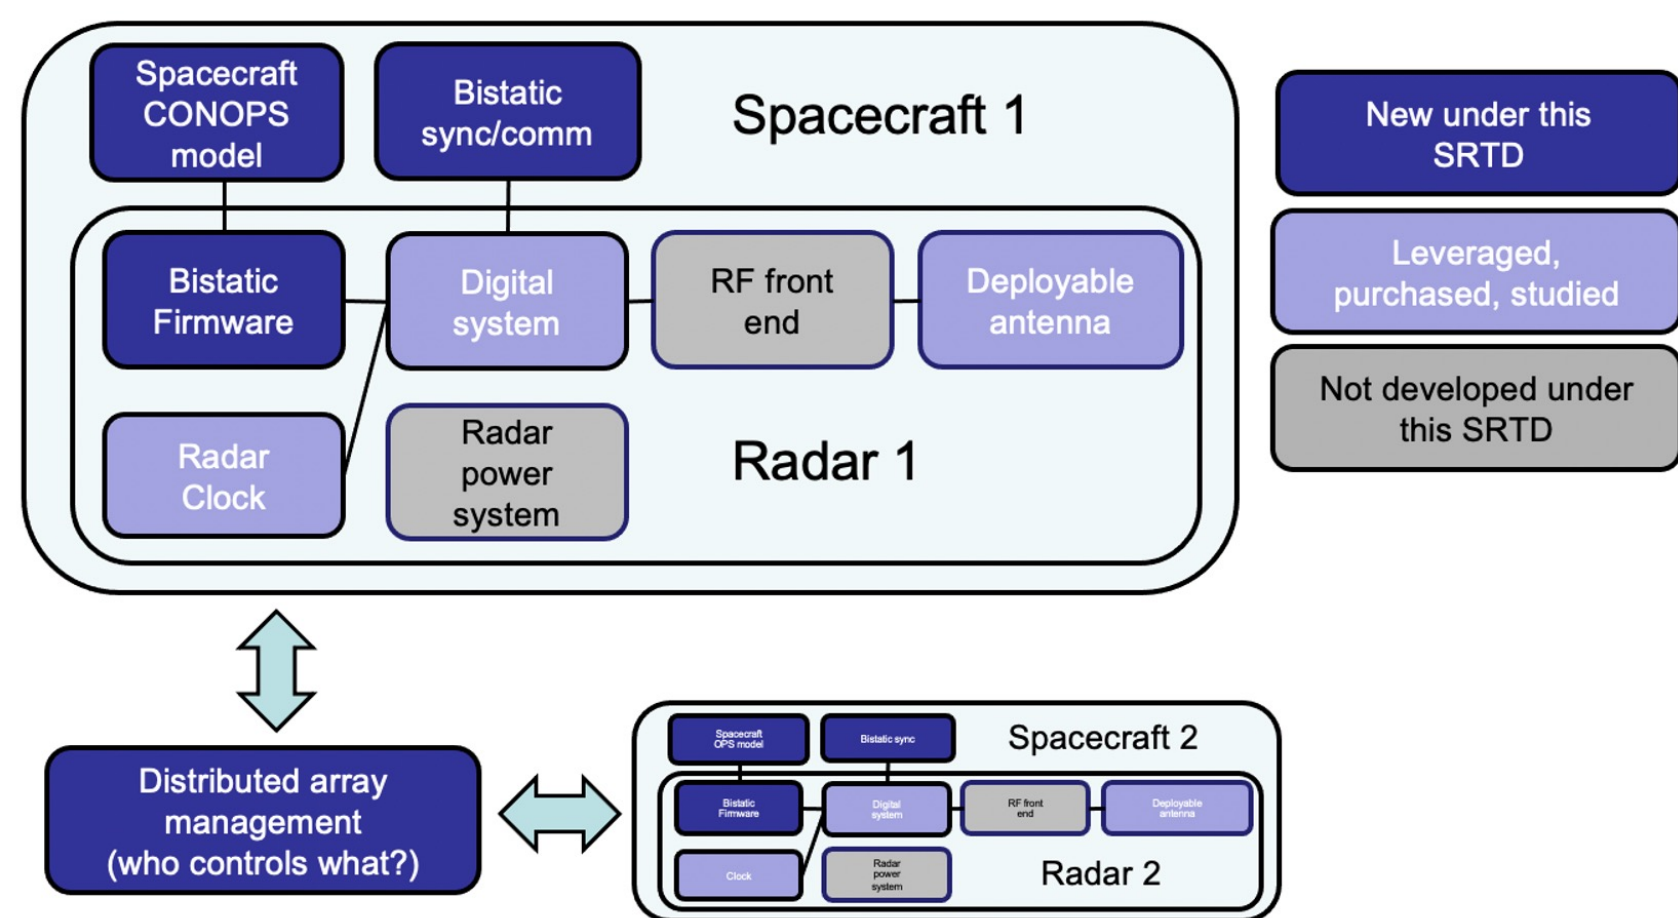 Spacecraft
CONOPS
model
Bistatic
sync/comm
Spacecraft 1
Bistatic
Firmware
Digital
system
RF front
end
Deployable
antenna
Radar
Clock
Radar
power
system
Radar 1
New under this
SRTD
Leveraged,
purchased, studied
Not developed under
this SRTD
Distributed array
management
(who controls what?)
Spacecraft
OPS model
Bistatic sync
Spacecraft 2
Bistatic
Firmware
Digital
system
RF front
end
Deployable
antenna
Clock
Radar
power
system
Radar 2